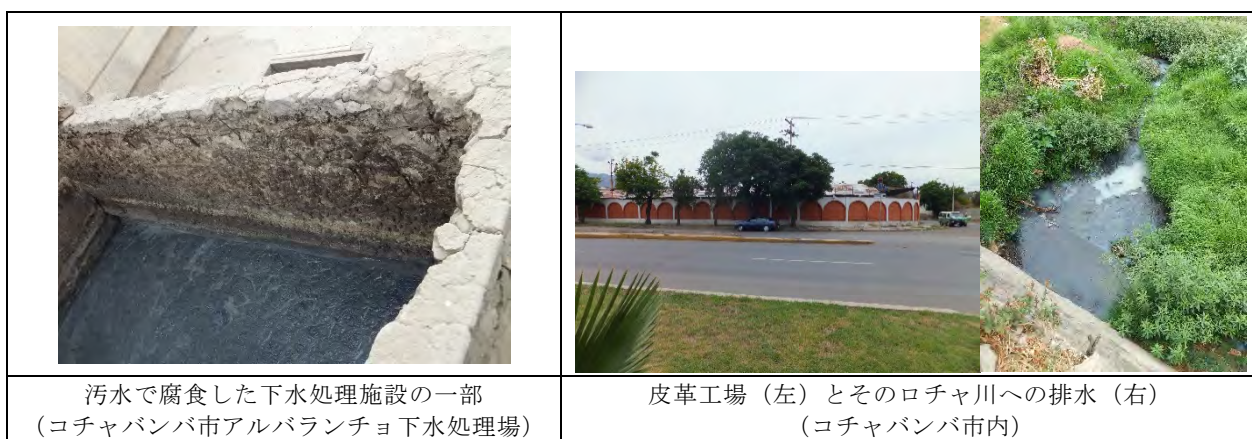 汚水で腐食した下水処理施設の一部
（コチャバンバ市アルバランチョ下水処理場）
皮革工場（左）とそのロチャ川への排水（右）
（コチャバンバ市内）